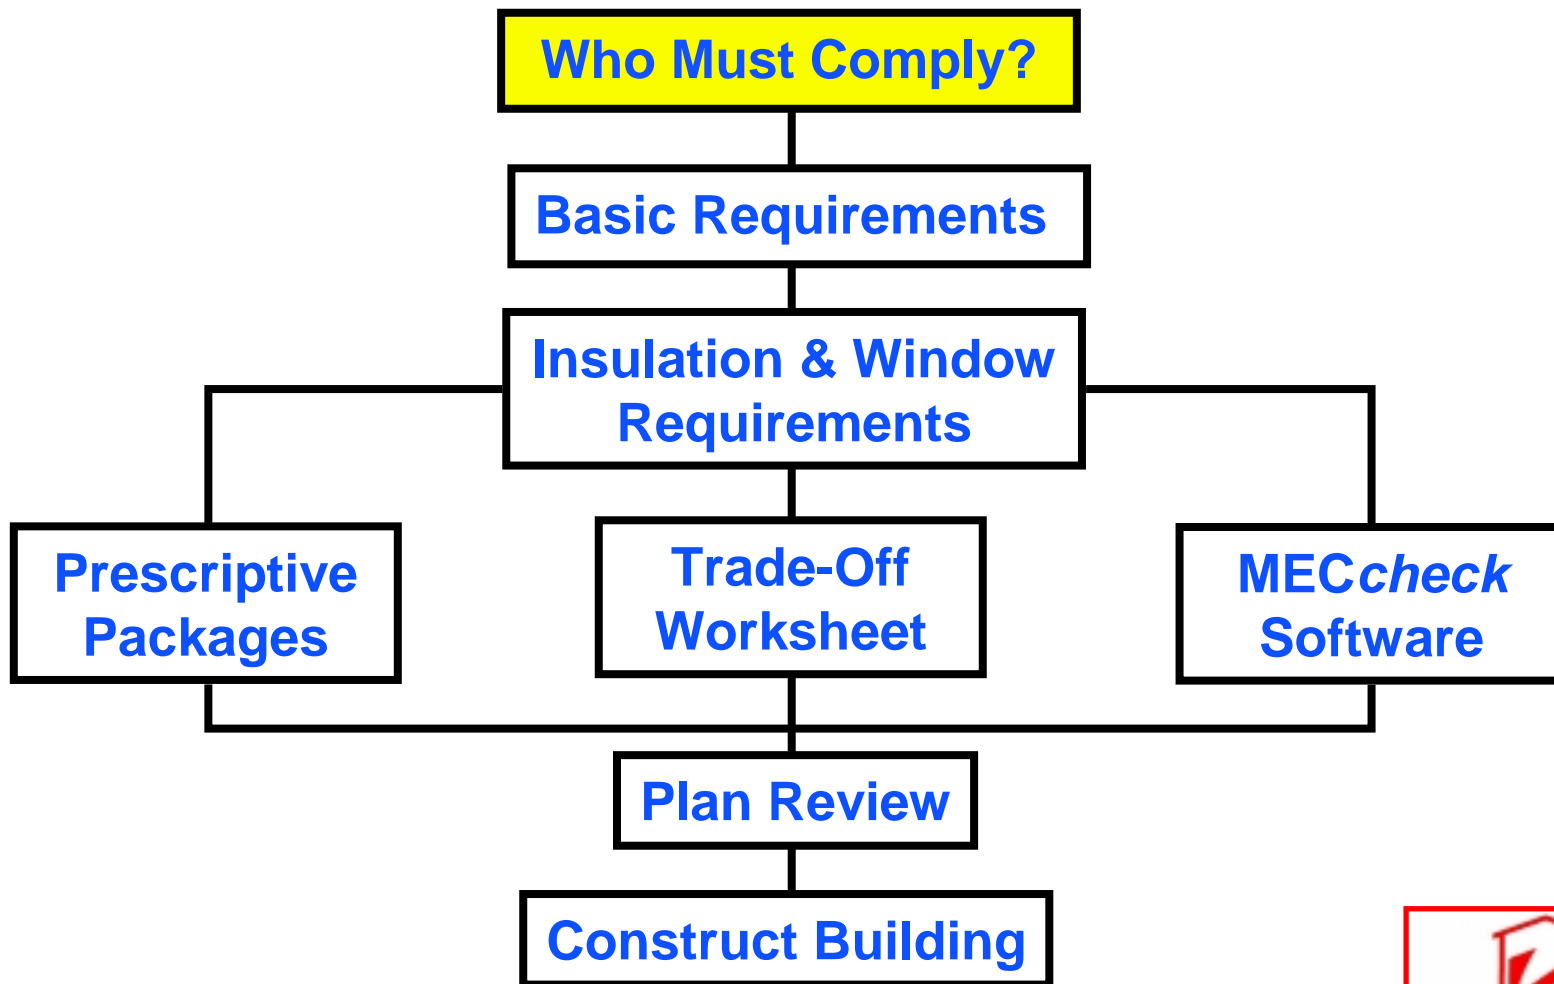 Who Must Comply?
Basic Requirements
Insulation & Window
Requirements
Prescriptive
Packages
Trade-Off
Worksheet
MECcheck
Software
Plan Review
Construct Building